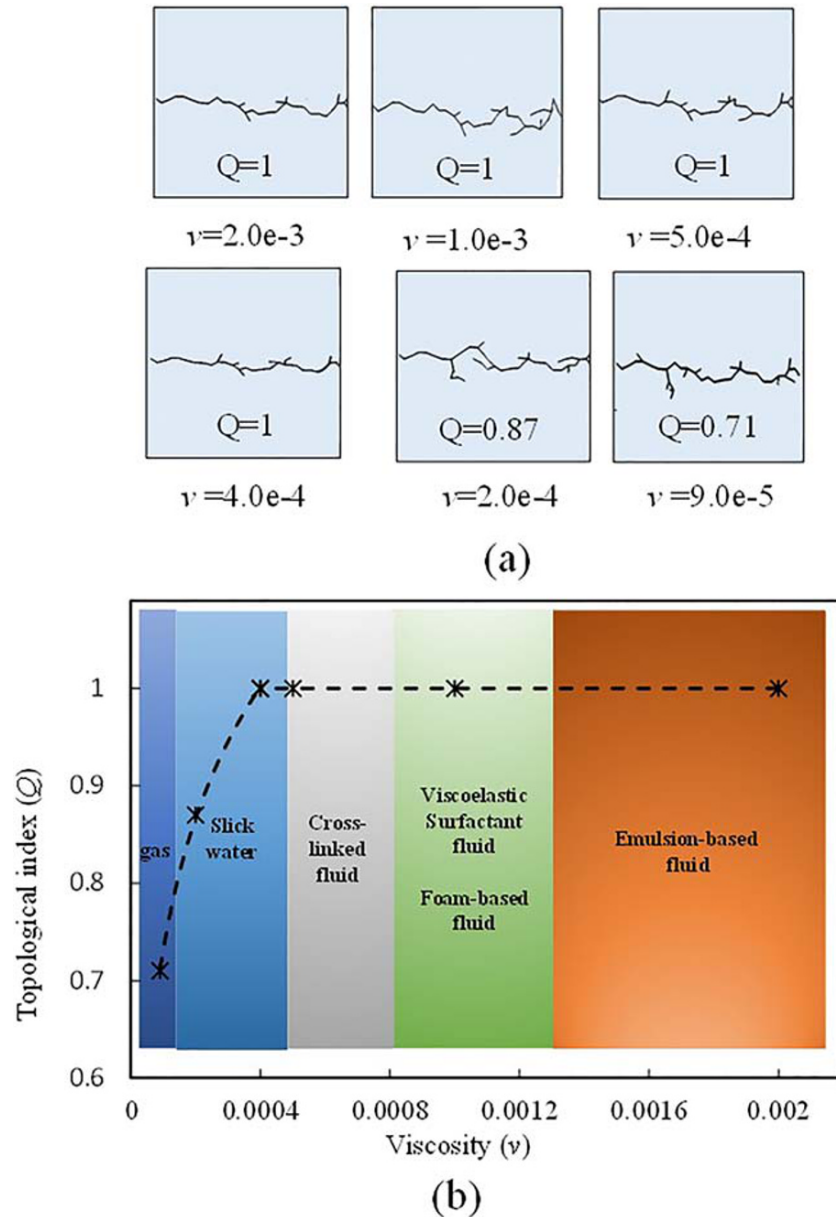 Q=1
Q=1
Q=1
ν=2.0e-3
ν=1.0e-3
ν=5.0e-4
Q=1
Q=0.87
Q=0.71
ν=4.0e-4
ν=2.0e-4
ν=9.0e-5
(a)
Topological index (Q)
1
0.9
0.8
0.7
0.6
gas
Slick
water
Cross-
linked
fluid
Viscoelastic
Surfactant
fluid
Foam-based
fluid
Emulsion-based
fluid
0
0.0004
0.0008
0.0012
0.0016
0.002
Viscosity (ν)
(b)